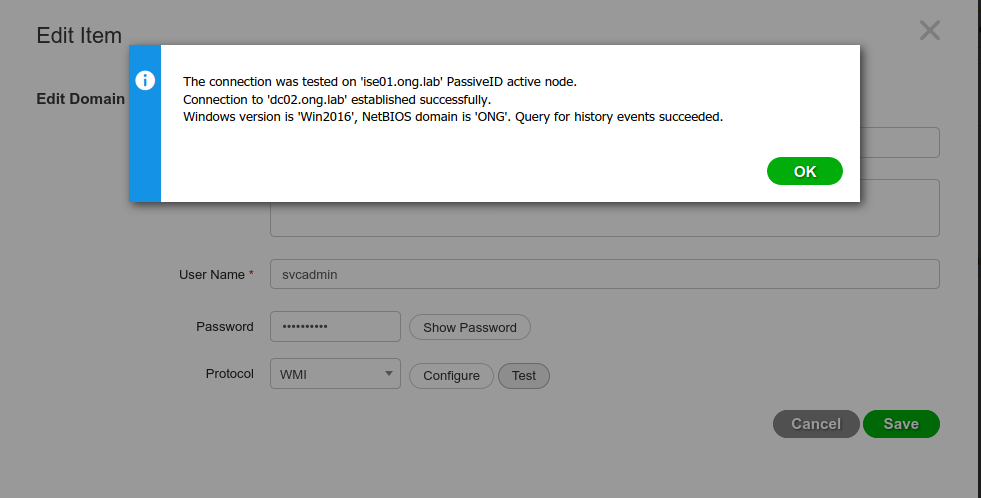 Edit Item
The connection was tested on 'ise01.ong.lab' PassiveID active node.
Connection to 'dc02.ong.lab' established successfully.
Windows version is 'Win2016', NetBIOS domain is 'ONG'. Query for history events succeeded.
OK
Edit Domain
User Name *
svcadmin
Password
••••••••••
Show Password
Protocol
WMI
Configure
Test
Cancel
Save